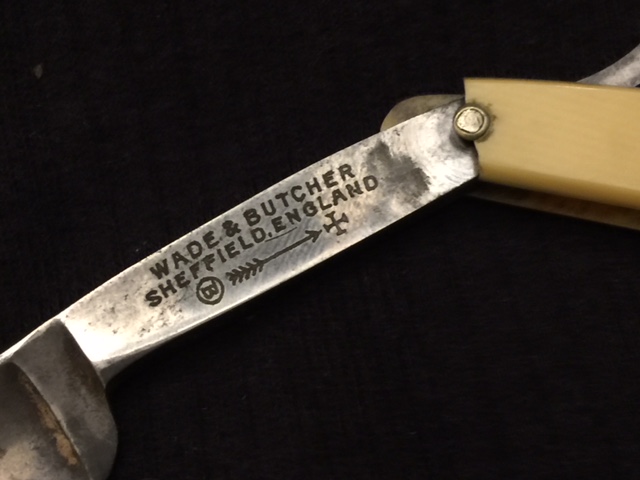 WADE & BUTCHER
SHEFFIELD, ENGLAND
B